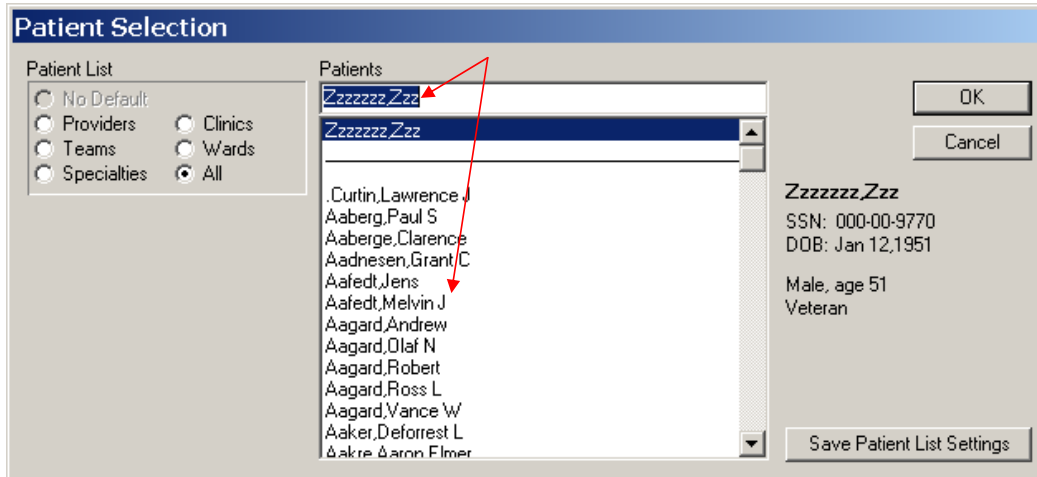 Patient Selection
Patient List
No Default
Providers
Clinics
Teams
Wards
Specialties
All
Patients
Zzzzzzz,Zzz
Zzzzzzz,Zzz
.Curtin,Lawrence J
Aaberg,Paul S
Aaberge,Clarence
Aadnesen,Grant C
Aafedt,Jens
Aafedt,Melvin J
Aagard,Andrew
Aagard,Olaf N
Aagard,Robert
Aagard,Ross L
Aagard,Vance W
Aaker,Deforrest L
Aakre,Aaron Elmer
OK
Cancel
Zzzzzzz,Zzz
SSN: 000-00-9770
DOB: Jan 12,1951
Male, age 51
Veteran
Save Patient List Settings